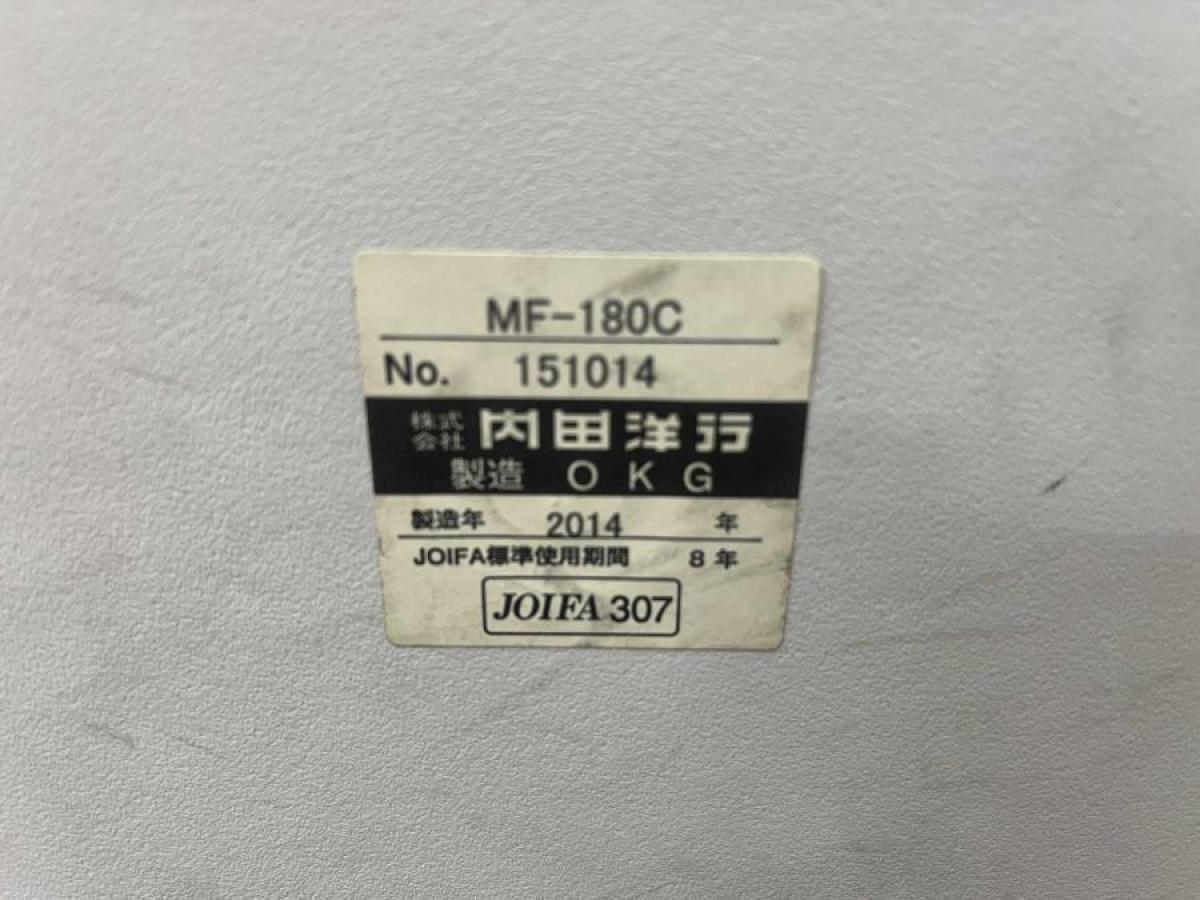 MF-180C
No. 151014
株式会社 内田洋行
製造 OKG
製造年 2014 年
JOIFA標準使用期間 8年
JOIFA 307